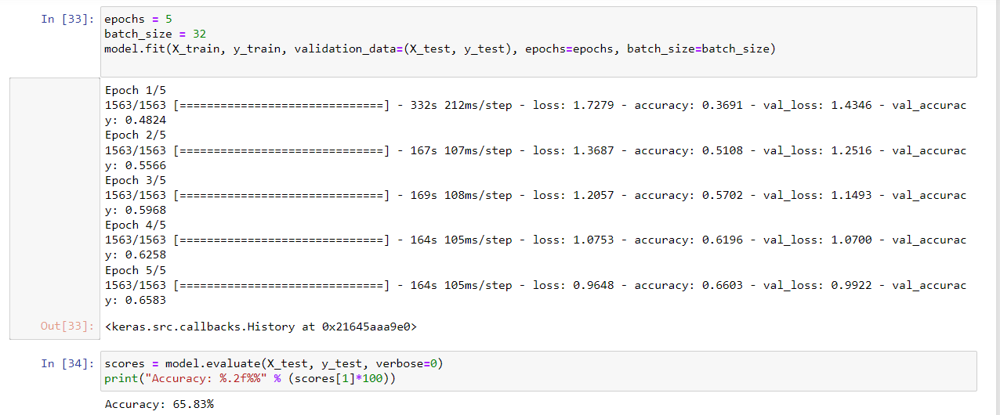 In [33]: epochs = 5
batch_size = 32
model.fit(X_train, y_train, validation_data=(X_test, y_test), epochs=epochs, batch_size=batch_size)
Epoch 1/5
1563/1563 [==============================] - 332s 212ms/step - loss: 1.7279 - accuracy: 0.3691 - val_loss: 1.4346 - val_accurac
y: 0.4824
Epoch 2/5
1563/1563 [==============================] - 167s 107ms/step - loss: 1.3687 - accuracy: 0.5108 - val_loss: 1.2516 - val_accurac
y: 0.5566
Epoch 3/5
1563/1563 [==============================] - 169s 108ms/step - loss: 1.2057 - accuracy: 0.5702 - val_loss: 1.1493 - val_accurac
y: 0.5968
Epoch 4/5
1563/1563 [==============================] - 164s 105ms/step - loss: 1.0753 - accuracy: 0.6196 - val_loss: 1.0700 - val_accurac
y: 0.6258
Epoch 5/5
1563/1563 [==============================] - 164s 105ms/step - loss: 0.9648 - accuracy: 0.6603 - val_loss: 0.9922 - val_accurac
y: 0.6583
Out[33]: <keras.src.callbacks.History at 0x21645aaa9e0>
In [34]: scores = model.evaluate(X_test, y_test, verbose=0)
print("Accuracy: %.2f%%" % (scores[1]*100))
Accuracy: 65.83%